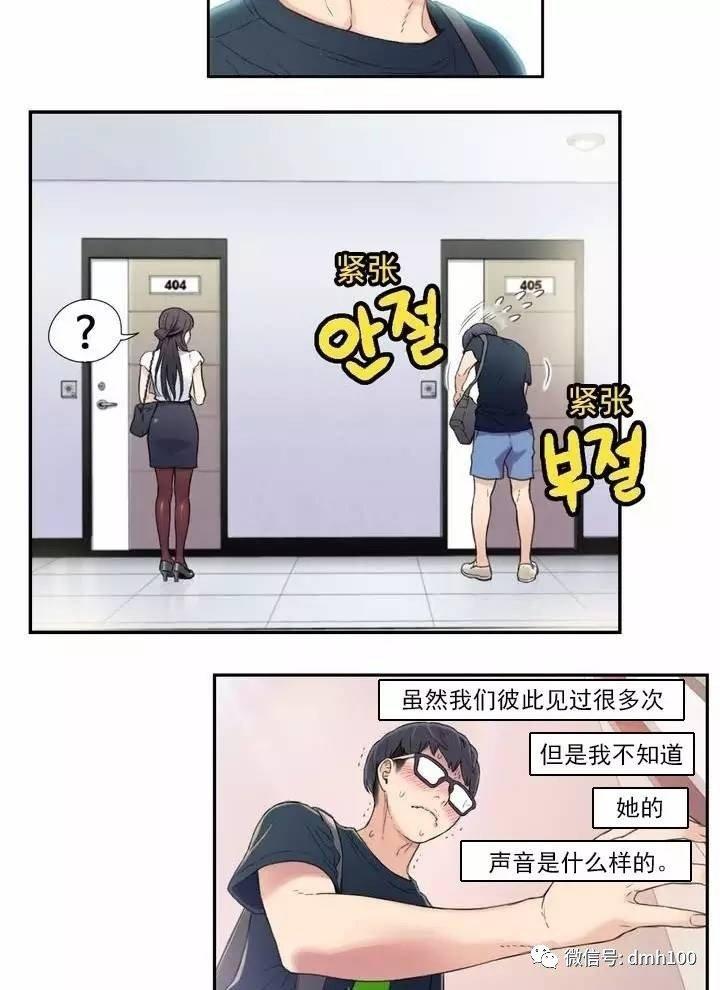 404
紧张
405
?
안절
紧张
부절
虽然我们彼此见过很多次
但是我不知道
她的
声音是什么样的。
微信号: dmh100